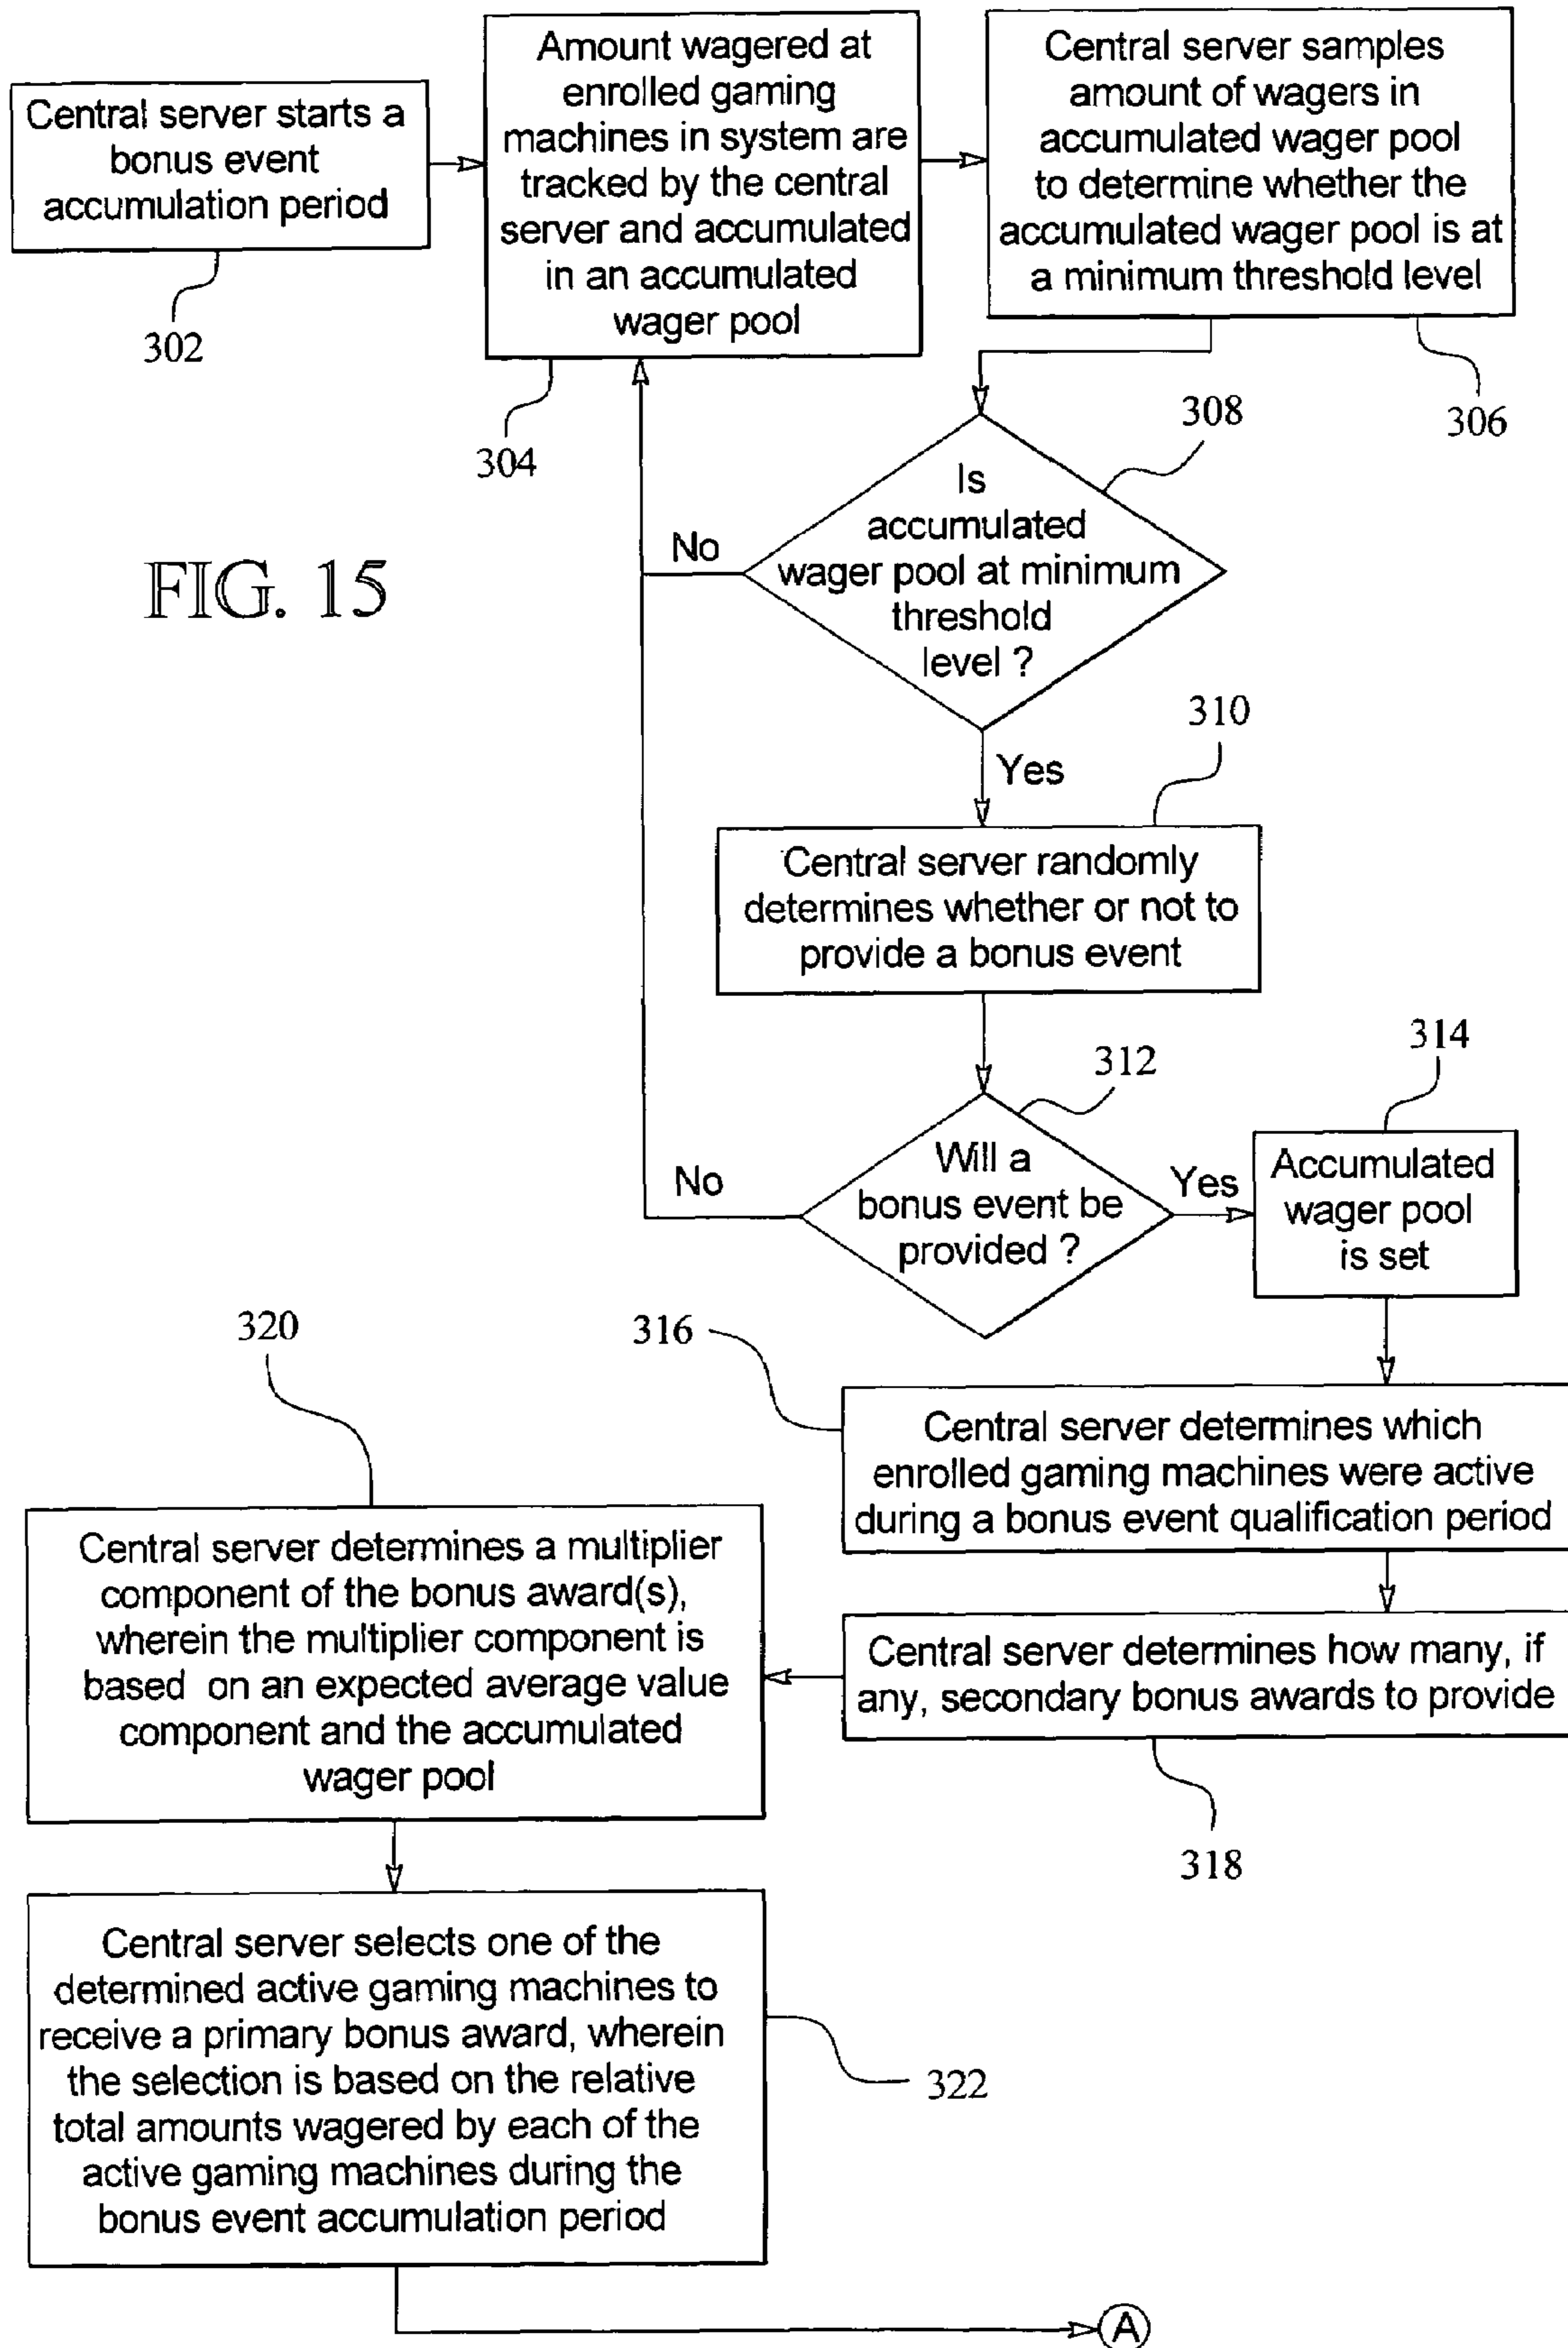 Central server starts a
bonus event
accumulation period
302
Amount wagered at
enrolled gaming
machines in system are
tracked by the central
server and accumulated
in an accumulated
wager pool
304
Central server samples
amount of wagers in
accumulated wager pool
to determine whether the
accumulated wager pool is at
a minimum threshold level
306
308
Is
accumulated
wager pool at minimum
threshold
level ?
No
FIG. 15
Yes
310
Central server randomly
determines whether or not to
provide a bonus event
312
Will a
bonus event be
provided ?
No
Yes
314
Accumulated
wager pool
is set
316
Central server determines which
enrolled gaming machines were active
during a bonus event qualification period
Central server determines how many, if
any, secondary bonus awards to provide
318
320
Central server determines a multiplier
component of the bonus award(s),
wherein the multiplier component is
based on an expected average value
component and the accumulated
wager pool
Central server selects one of the
determined active gaming machines to
receive a primary bonus award, wherein
the selection is based on the relative
total amounts wagered by each of the
active gaming machines during the
bonus event accumulation period
322
A